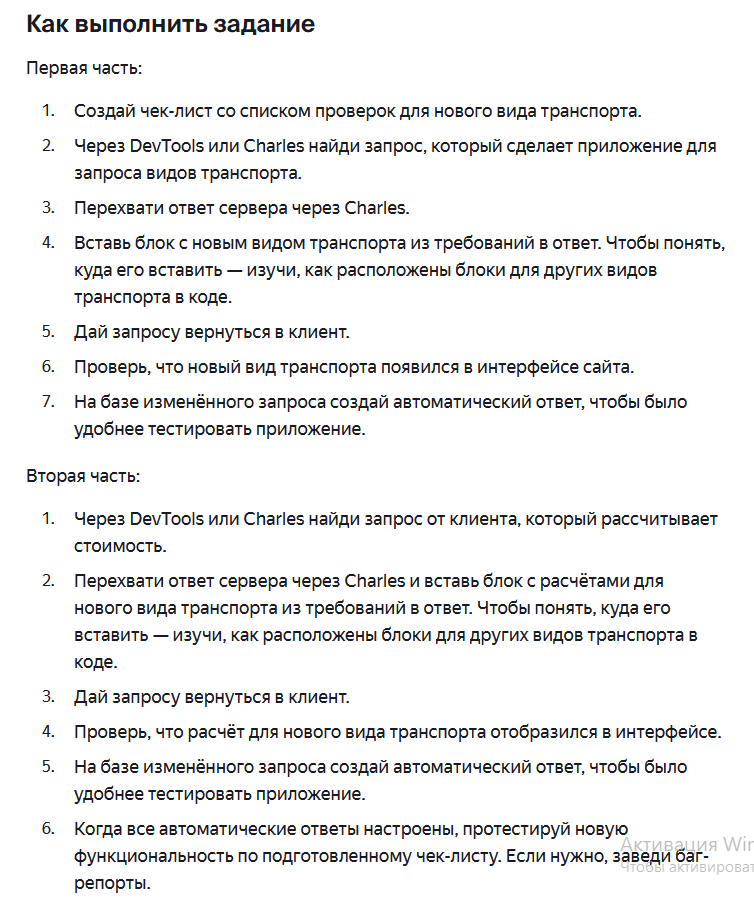 Как выполнить задание
Первая часть:
1. Создай чек-лист со списком проверок для нового вида транспорта.
2. Через DevTools или Charles найди запрос, который сделает приложение для
запроса видов транспорта.
3. Перехвати ответ сервера через Charles.
4. Вставь блок с новым видом транспорта из требований в ответ. Чтобы понять,
куда его вставить — изучи, как расположены блоки для других видов
транспорта в коде.
5. Дай запросу вернуться в клиент.
6. Проверь, что новый вид транспорта появился в интерфейсе сайта.
7. На базе изменённого запроса создай автоматический ответ, чтобы было
удобнее тестировать приложение.
Вторая часть:
1. Через DevTools или Charles найди запрос от клиента, который рассчитывает
стоимость.
2. Перехвати ответ сервера через Charles и вставь блок с расчётами для
нового вида транспорта из требований в ответ. Чтобы понять, куда его
вставить — изучи, как расположены блоки для других видов транспорта в
коде.
3. Дай запросу вернуться в клиент.
4. Проверь, что расчёт для нового вида транспорта отобразился в интерфейсе.
5. На базе изменённого запроса создай автоматический ответ, чтобы было
удобнее тестировать приложение.
6. Когда все автоматические ответы настроены, протестируй новую
функциональность по подготовленному чек-листу. Если нужно, заведи баг-
репорты.
Активация Win
Чтобы активироват